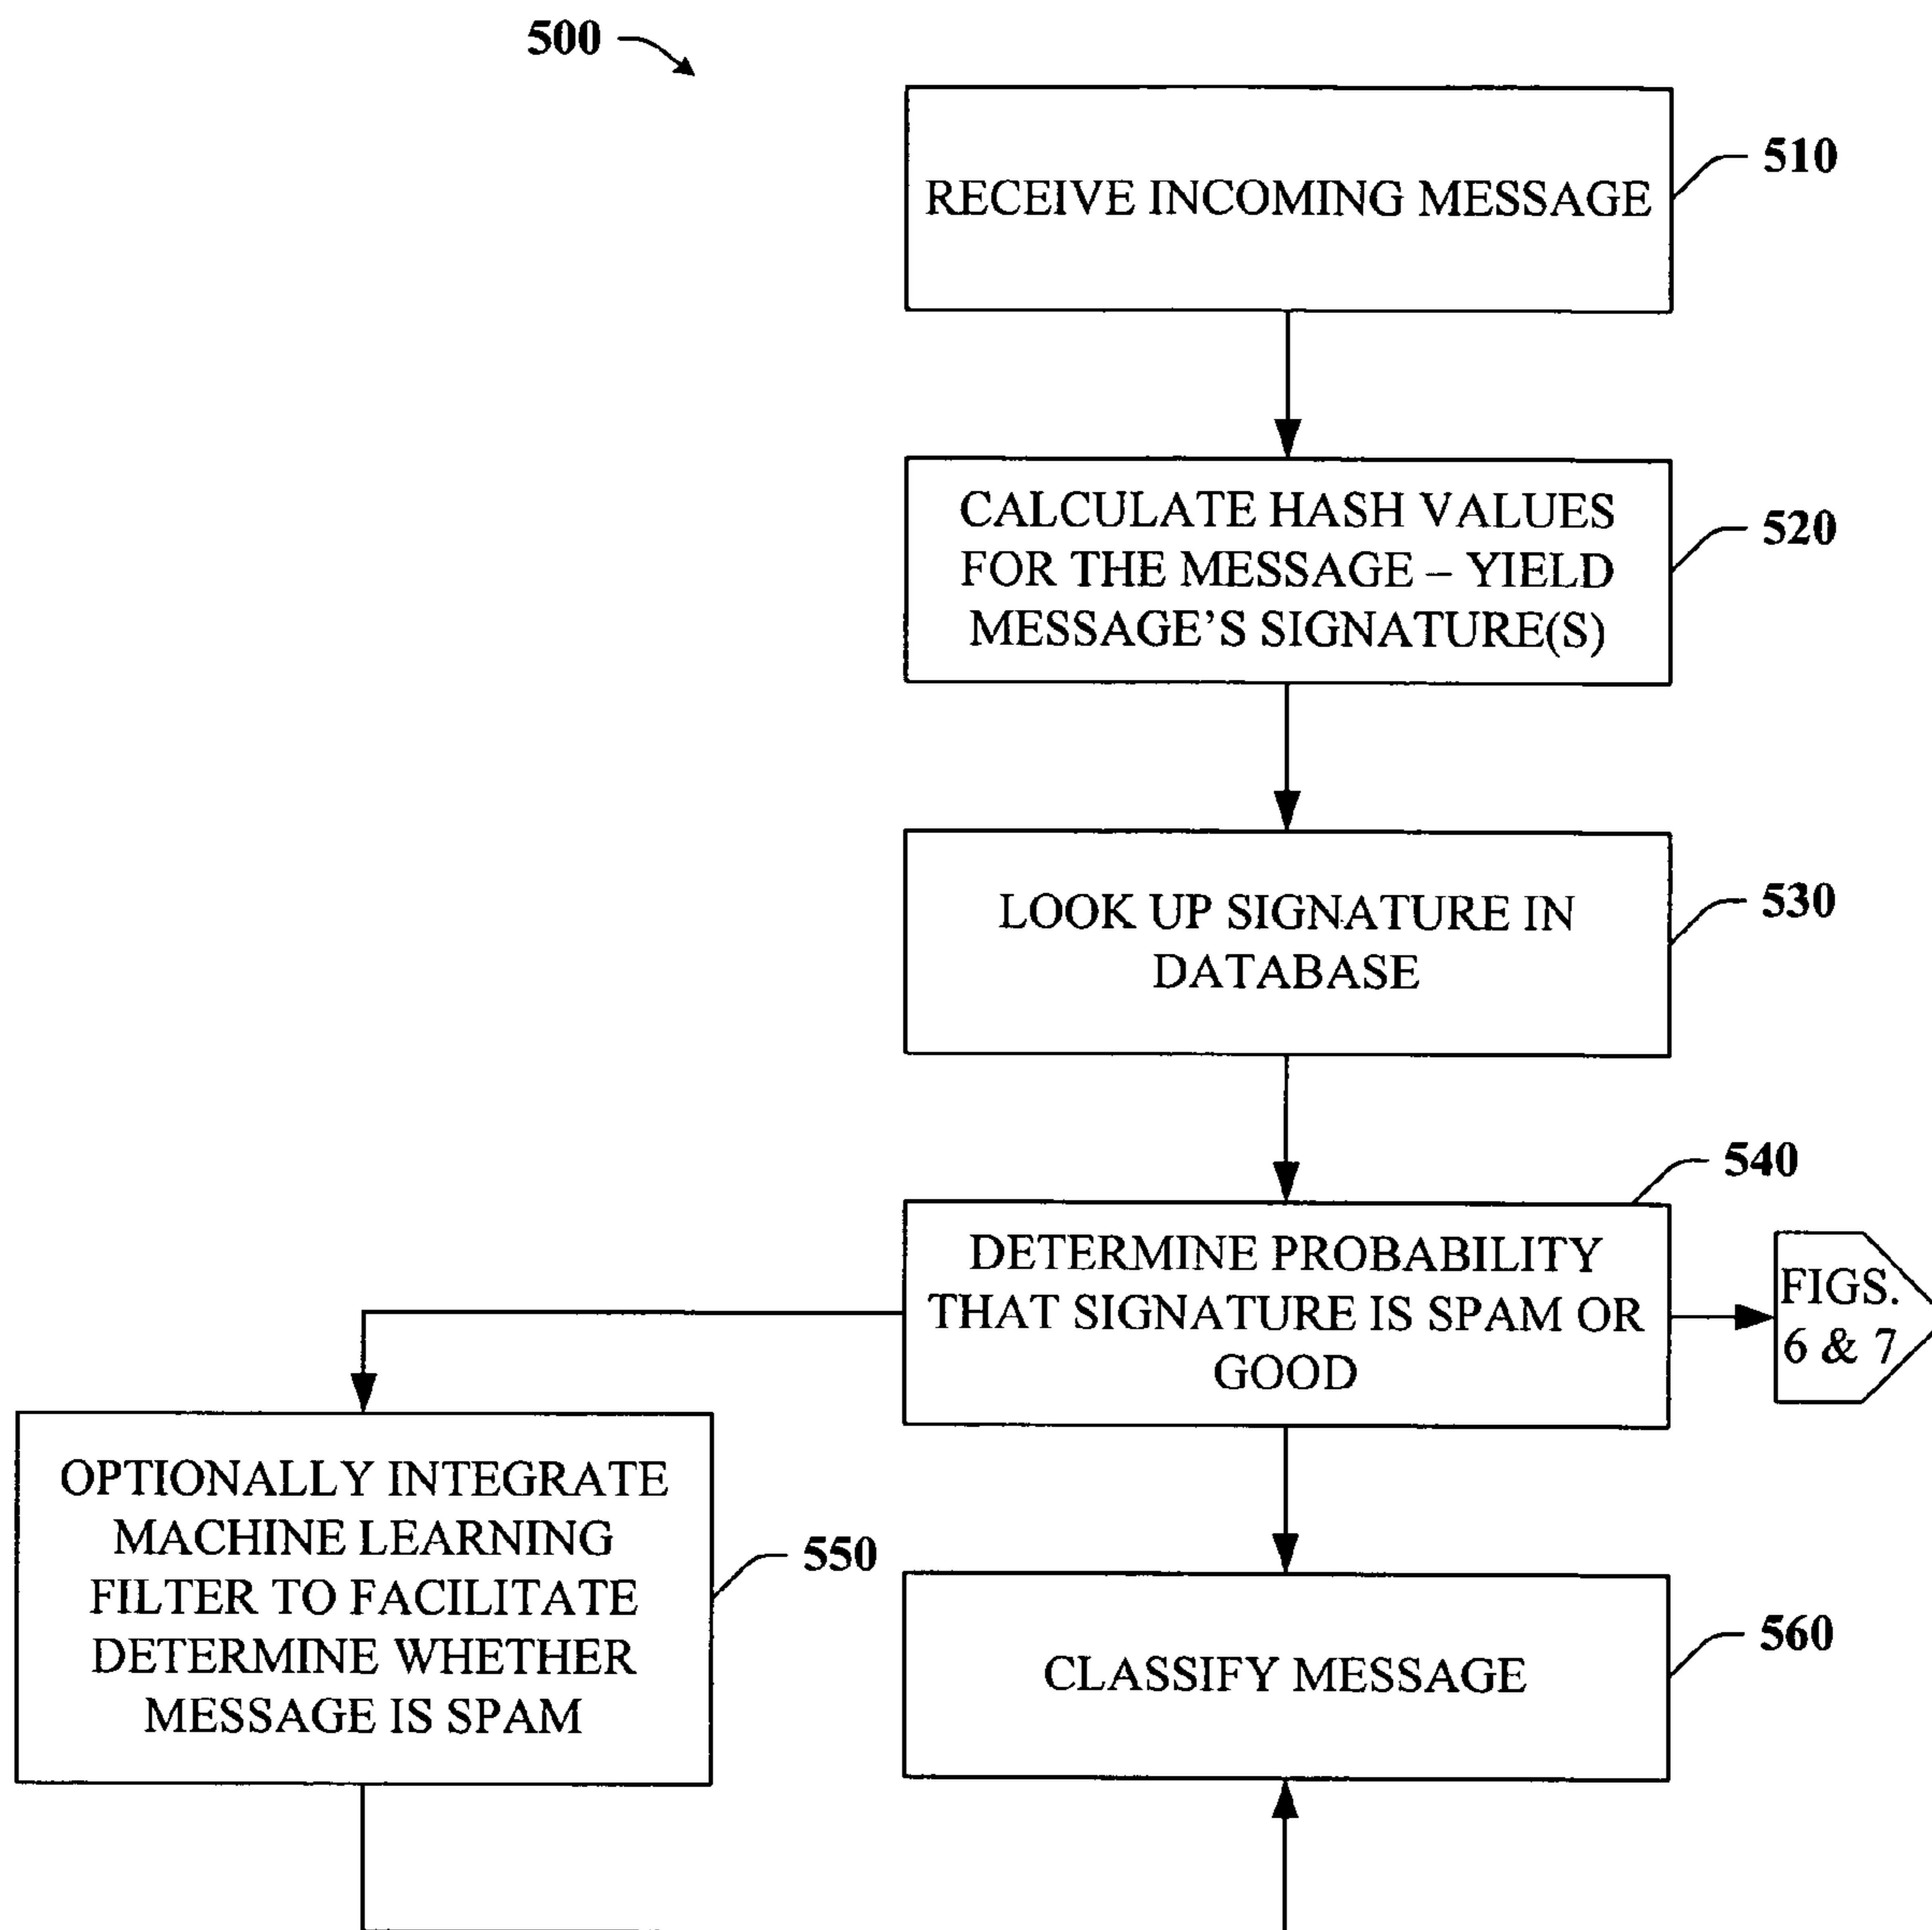 500
RECEIVE INCOMING MESSAGE
510
CALCULATE HASH VALUES
FOR THE MESSAGE – YIELD
MESSAGE’S SIGNATURE(S)
520
LOOK UP SIGNATURE IN
DATABASE
530
DETERMINE PROBABILITY
THAT SIGNATURE IS SPAM OR
GOOD
540
FIGS.
6 & 7
OPTIONALLY INTEGRATE
MACHINE LEARNING
FILTER TO FACILITATE
DETERMINE WHETHER
MESSAGE IS SPAM
550
CLASSIFY MESSAGE
560